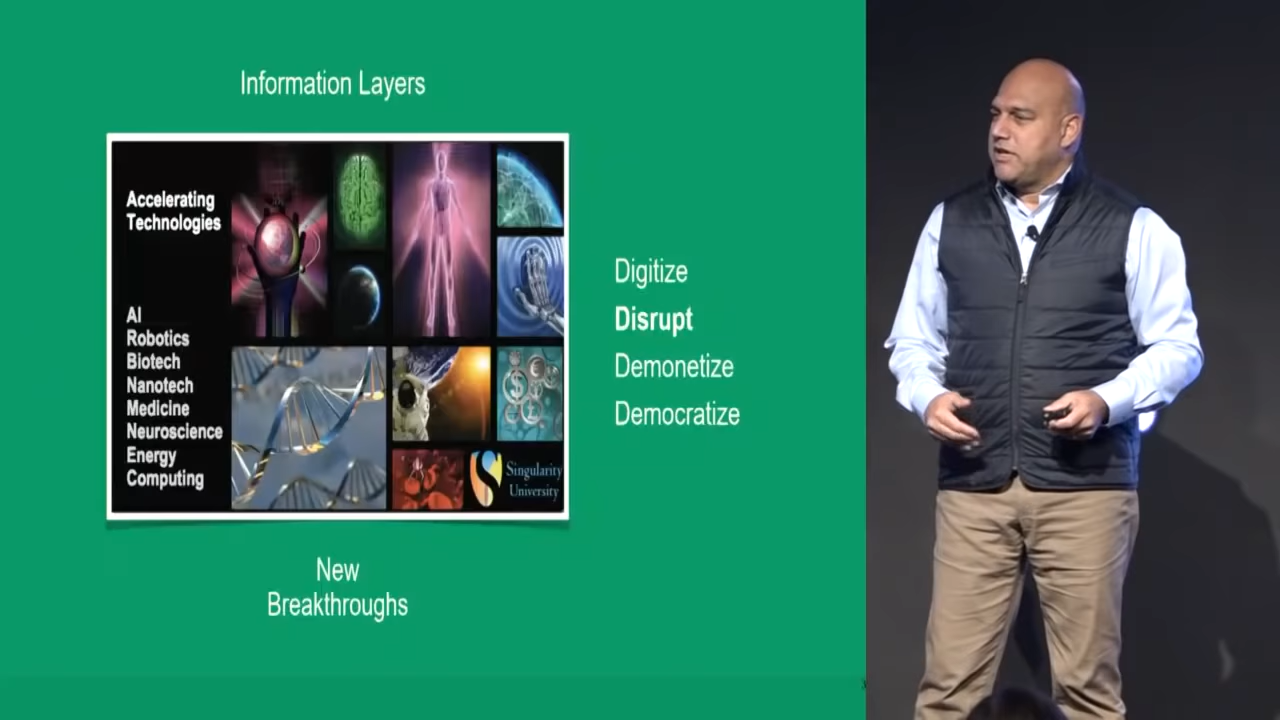 Information Layers
Accelerating
Technologies
AI
Robotics
Biotech
Nanotech
Medicine
Neuroscience
Energy
Computing
Singularity
University
Digitize
Disrupt
Demonetize
Democratize
New
Breakthroughs